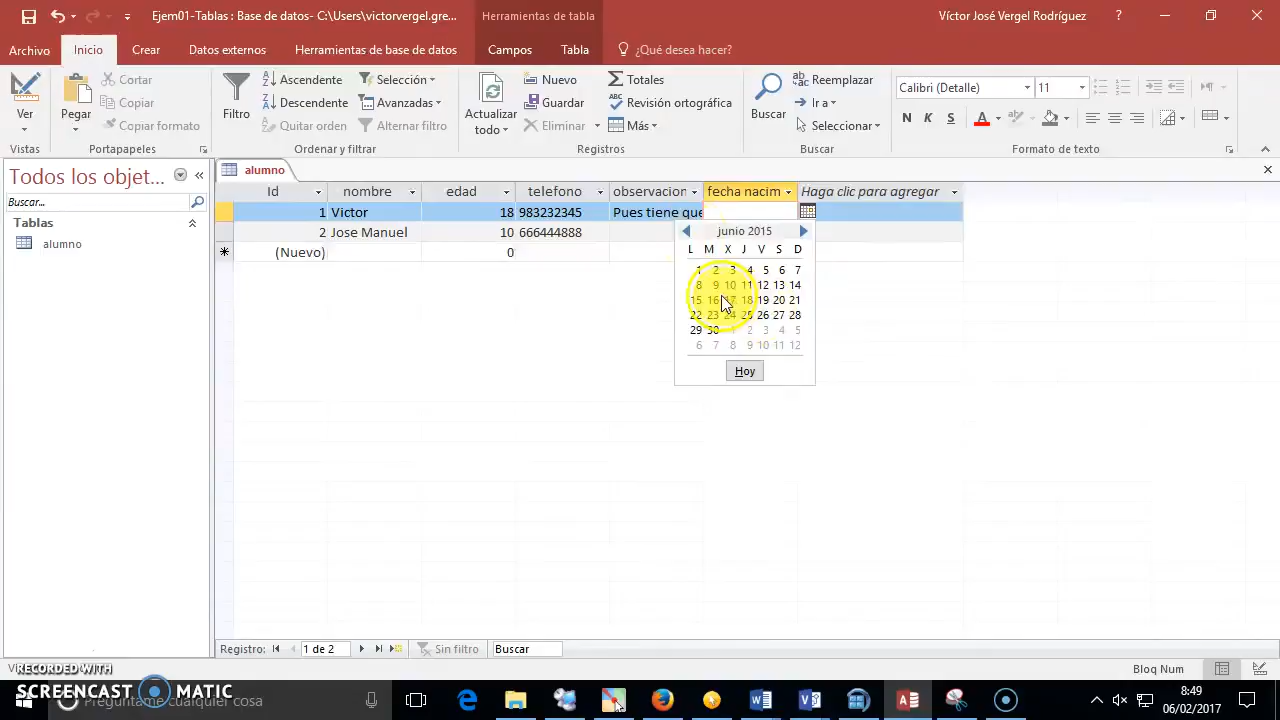 Ejem01-Tablas : Base de datos- C:\Users\victorvergel.gre...
Herramientas de tabla
Víctor José Vergel Rodríguez
?
Archivo
Inicio
Crear
Datos externos
Herramientas de base de datos
Campos
Tabla
¿Qué desea hacer?
Ver
Pegar
Cortar
Copiar
Copiar formato
Filtro
Ascendente
Descendente
Quitar orden
Selección
Avanzadas
Alternar filtro
Actualizar
todo
Nuevo
Guardar
Eliminar
Totales
Revisión ortográfica
Más
Buscar
Reemplazar
Ir a
Seleccionar
Calibri (Detalle)
11
N K S A
Vistas
Portapapeles
Ordenar y filtrar
Registros
Buscar
Formato de texto
Todos los objet...
Buscar...
Tablas
alumno
alumno
Id nombre edad telefono observacion fecha nacim Haga clic para agregar
1 Victor 18 983232345 Pues tiene que
2 Jose Manuel 10 666444888
(Nuevo) 0
junio 2015
L M X J V S D
1 2 3 4 5 6 7
8 9 10 11 12 13 14
15 16 17 18 19 20 21
22 23 24 25 26 27 28
29 30 1 2 3 4 5
6 7 8 9 10 11 12
Hoy
Registro: 1 de 2 Sin filtro Buscar
Bloq Num
RECORDED WITH
SCREENCAST MATIC
Pregúntame cualquier cosa
8:49
06/02/2017